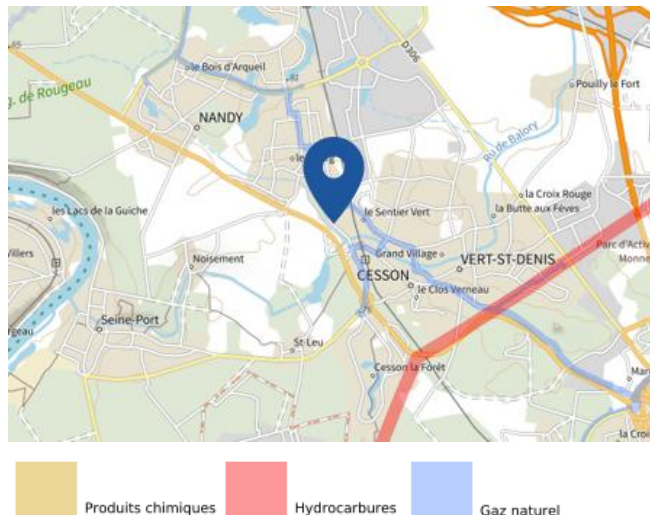 D306
le Bois d'Arqueil
Pouilly le Fort
g. de Rougeau
NANDY
Ru de Balory
les Lacs de la Guiche
le Sentier Vert
la Croix Rouge
la Butte aux Fèves
Villers
Noisement
Grand Village
VERT-ST-DENIS
Parc d'Activ
Monne
CESSON
le Clos Verneau
Seine-Port
St-Leu
Cesson la Forêt
la Croi
Produits chimiques
Hydrocarbures
Gaz naturel